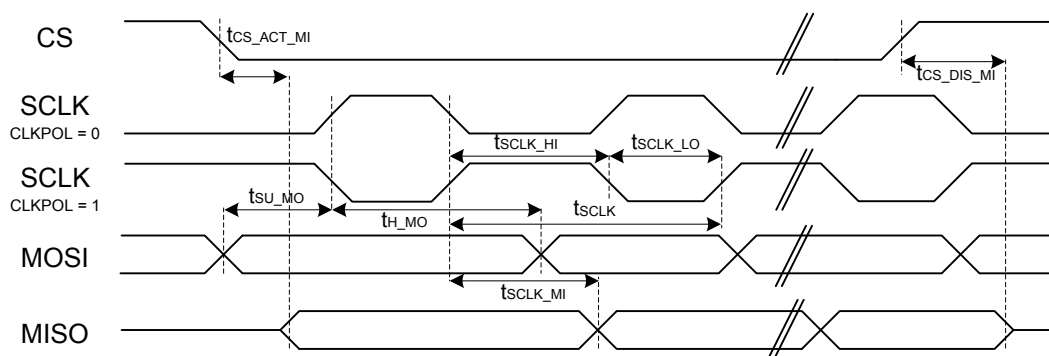 CS
tCS_ACT_MI
tCS_DIS_MI
SCLK
CLKPOL = 0
tSCLK_HI
tSCLK_LO
SCLK
CLKPOL = 1
tSU_MO
tH_MO
tSCLK
MOSI
tSCLK_MI
MISO